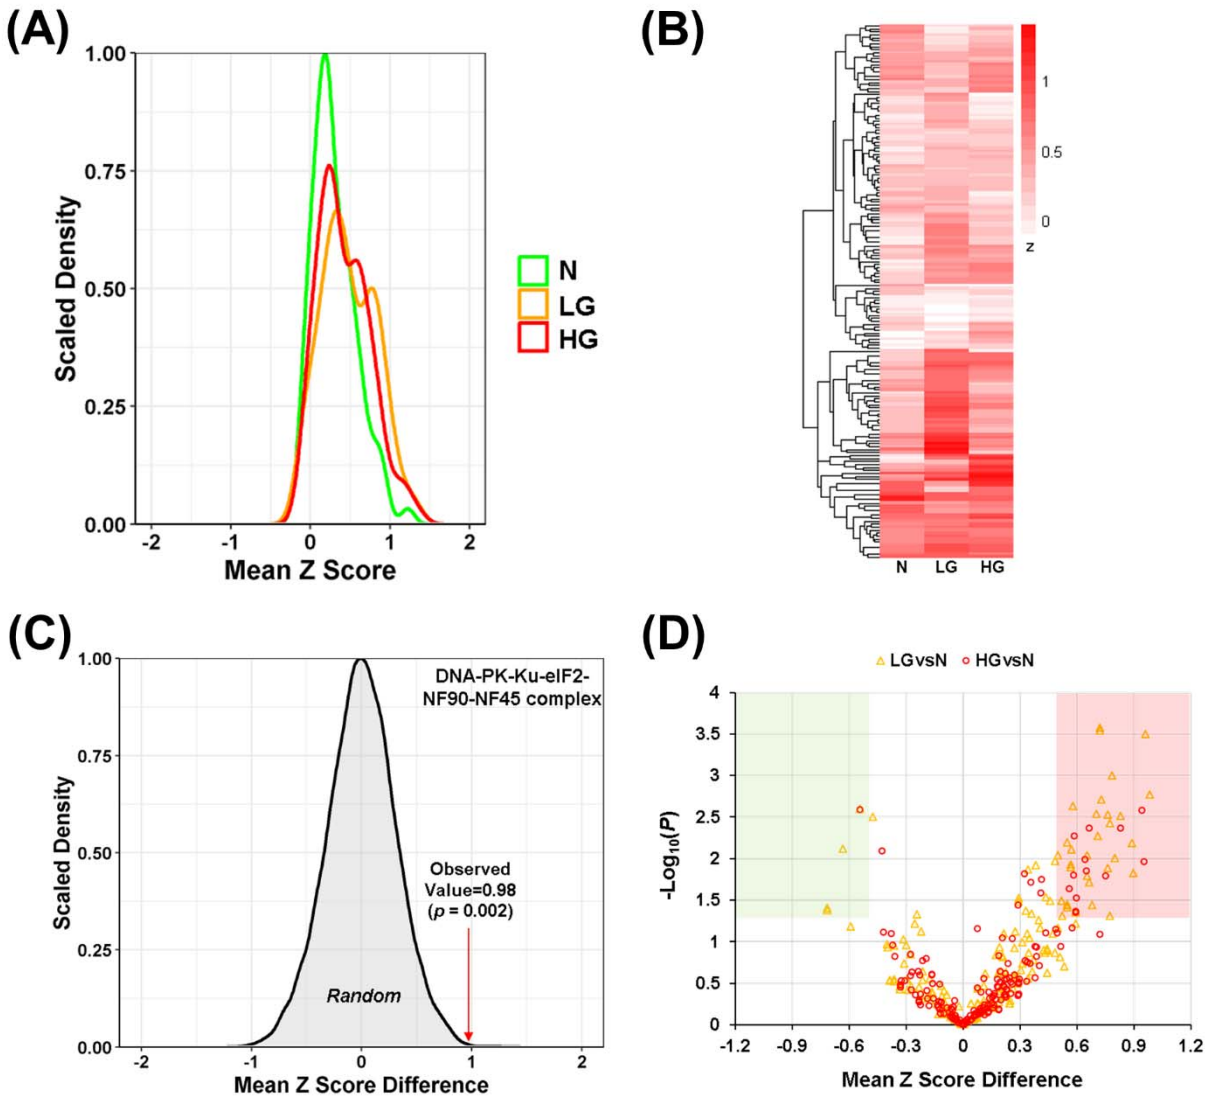 (A)
1.00
0.75
0.50
0.25
0.00
Scaled Density
-2 -1 0 1 2
Mean Z Score
N
LG
HG
(B)
1
0.5
0
z
N LG HG
(C)
1.00
0.75
0.50
0.25
0.00
Scaled Density
DNA-PK-Ku-eIF2-
NF90-NF45 complex
Observed
Value=0.98
(p = 0.002)
Random
-2 -1 0 1 2
Mean Z Score Difference
(D)
LGvsN HGvsN
4
3.5
3
2.5
2
1.5
1
0.5
0
-Log10(P)
-1.2 -0.9 -0.6 -0.3 0 0.3 0.6 0.9 1.2
Mean Z Score Difference